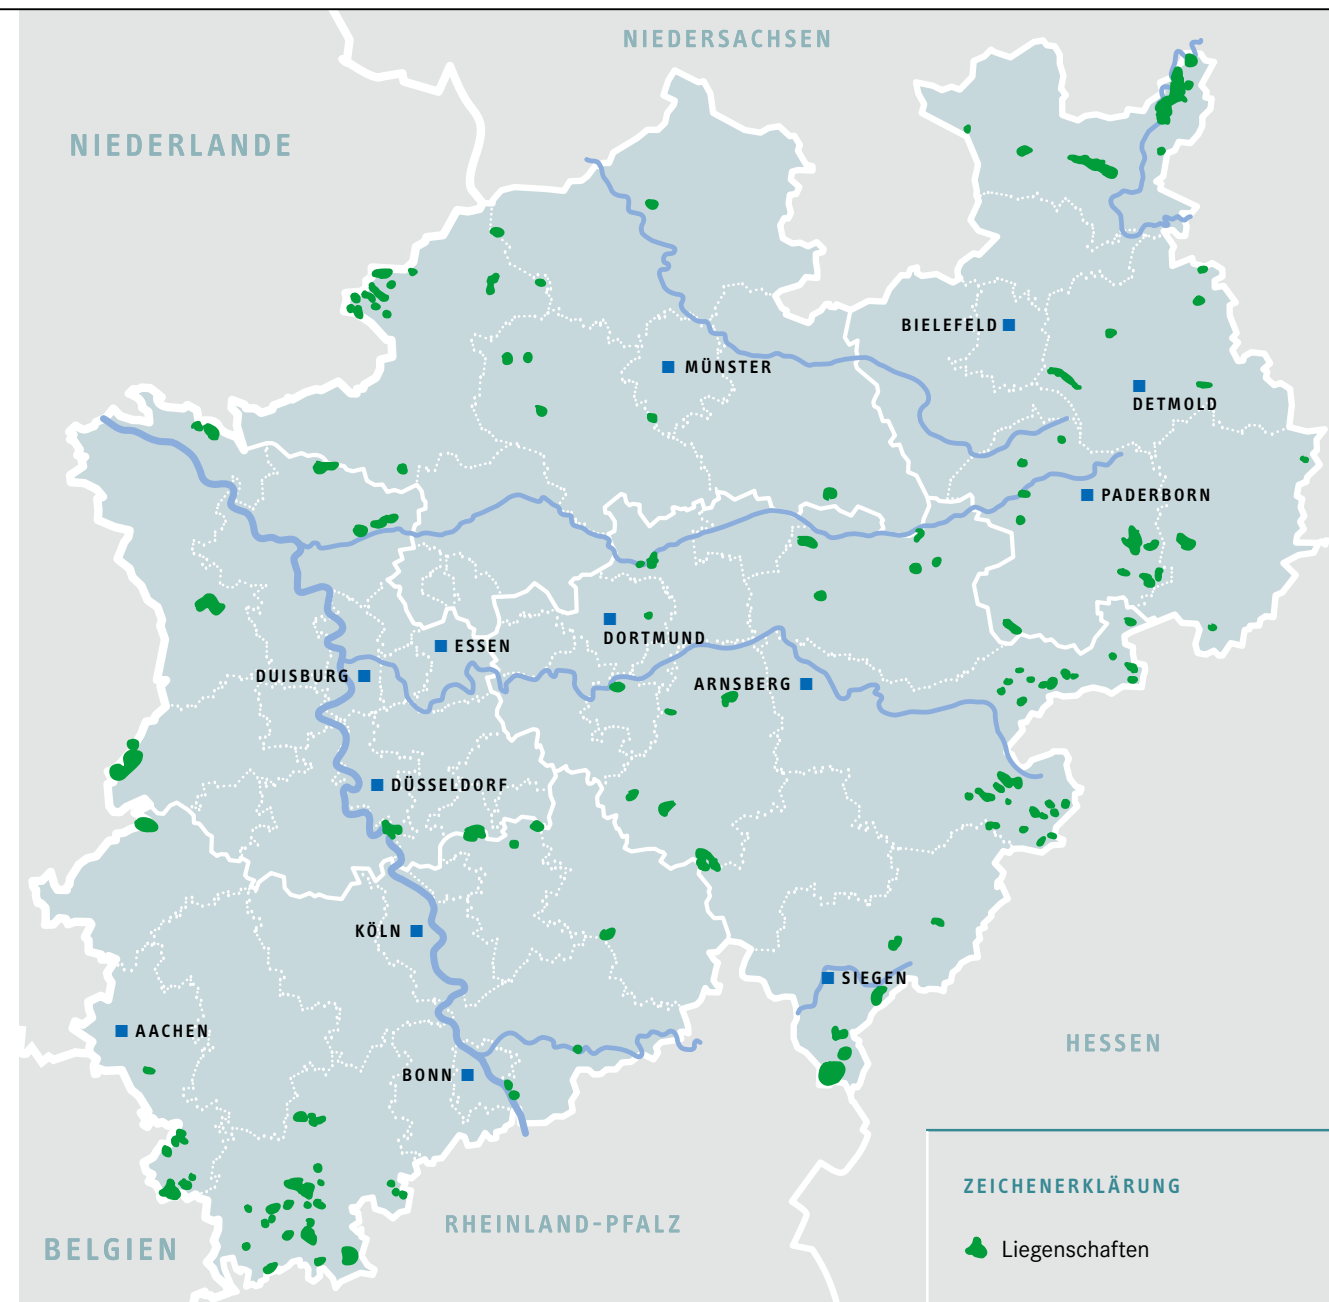 NIEDERSACHSEN
NIEDERLANDE
BIELEFELD
MÜNSTER
DETMOLD
PADERBORN
DORTMUND
ESSEN
DUISBURG
ARNSBERG
DÜSSELDORF
KÖLN
SIEGEN
AACHEN
HESSEN
BONN
RHEINLAND-PFALZ
BELGIEN
ZEICHENERKLÄRUNG
Liegenschaften